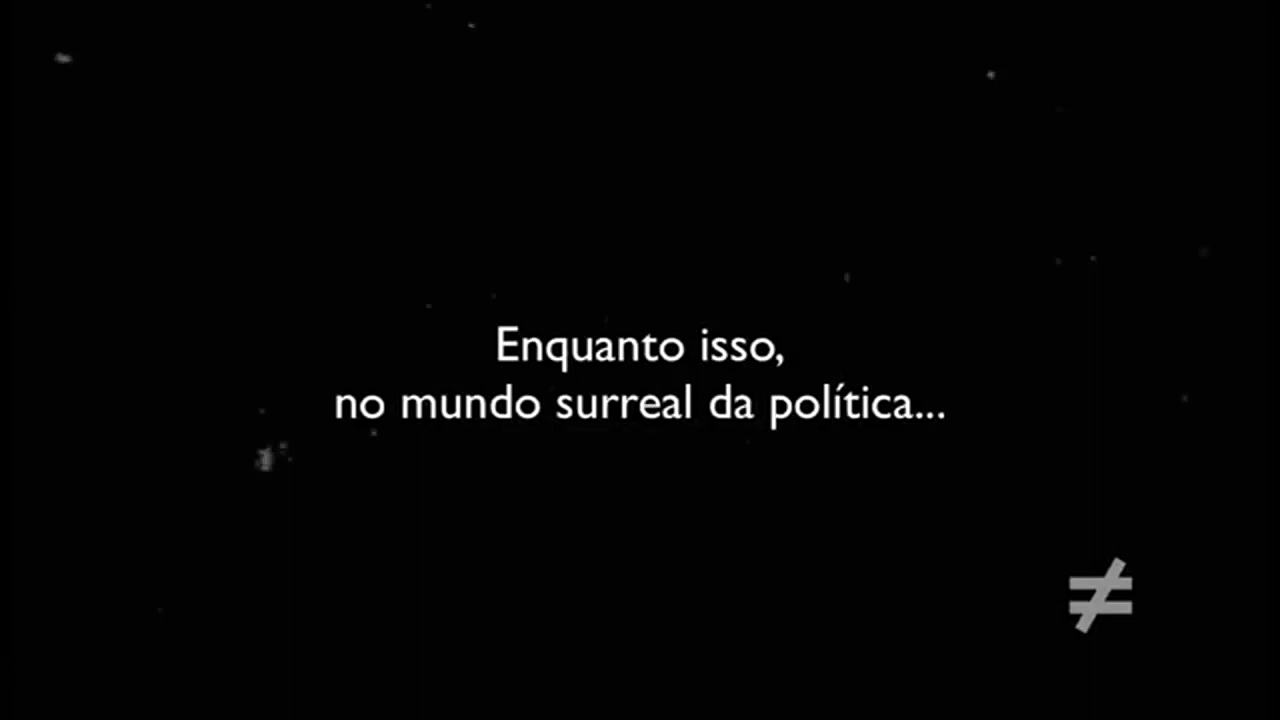 Enquanto isso,
no mundo surreal da política...
≠